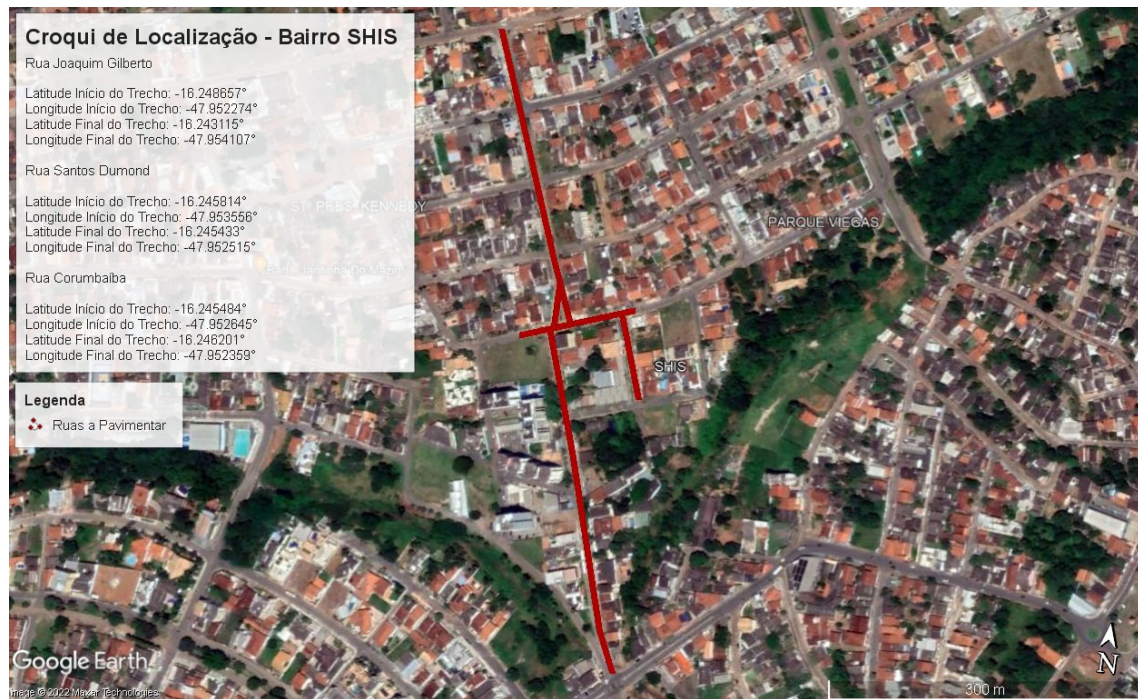 Croqui de Localização - Bairro SHIS
Rua Joaquim Gilberto
Latitude Início do Trecho: -16.248657°
Longitude Início do Trecho: -47.952274°
Latitude Final do Trecho: -16.243115°
Longitude Final do Trecho: -47.954107°
Rua Santos Dumond
Latitude Início do Trecho: -16.245814°
Longitude Início do Trecho: -47.953556°
Latitude Final do Trecho: -16.245433°
Longitude Final do Trecho: -47.952515°
Rua Corumbaíba
Latitude Início do Trecho: -16.245484°
Longitude Início do Trecho: -47.952645°
Latitude Final do Trecho: -16.246201°
Longitude Final do Trecho: -47.952359°
Legenda
Ruas a Pavimentar
KENNEDY
PARQUE VIEGAS
SHIS
Google Earth
Image © 2022 Maxar Technologies
300 m
N